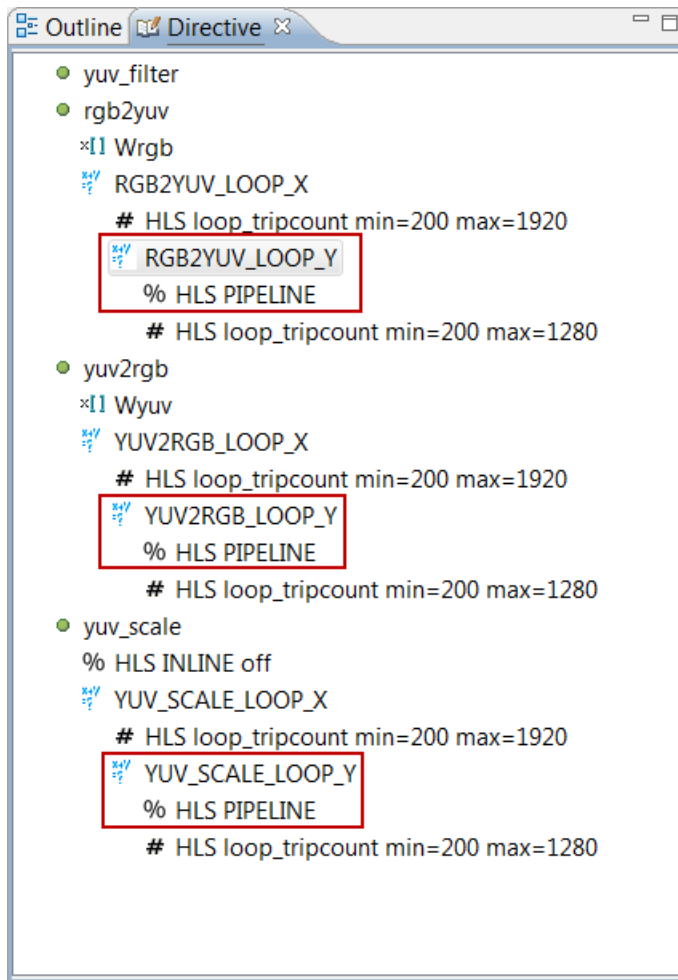 Outline Directive
yuv_filter
rgb2yuv
x[] Wrgb
RGB2YUV_LOOP_X
# HLS loop_tripcount min=200 max=1920
RGB2YUV_LOOP_Y
% HLS PIPELINE
# HLS loop_tripcount min=200 max=1280
yuv2rgb
x[] Wyuv
YUV2RGB_LOOP_X
# HLS loop_tripcount min=200 max=1920
YUV2RGB_LOOP_Y
% HLS PIPELINE
# HLS loop_tripcount min=200 max=1280
yuv_scale
% HLS INLINE off
YUV_SCALE_LOOP_X
# HLS loop_tripcount min=200 max=1920
YUV_SCALE_LOOP_Y
% HLS PIPELINE
# HLS loop_tripcount min=200 max=1280